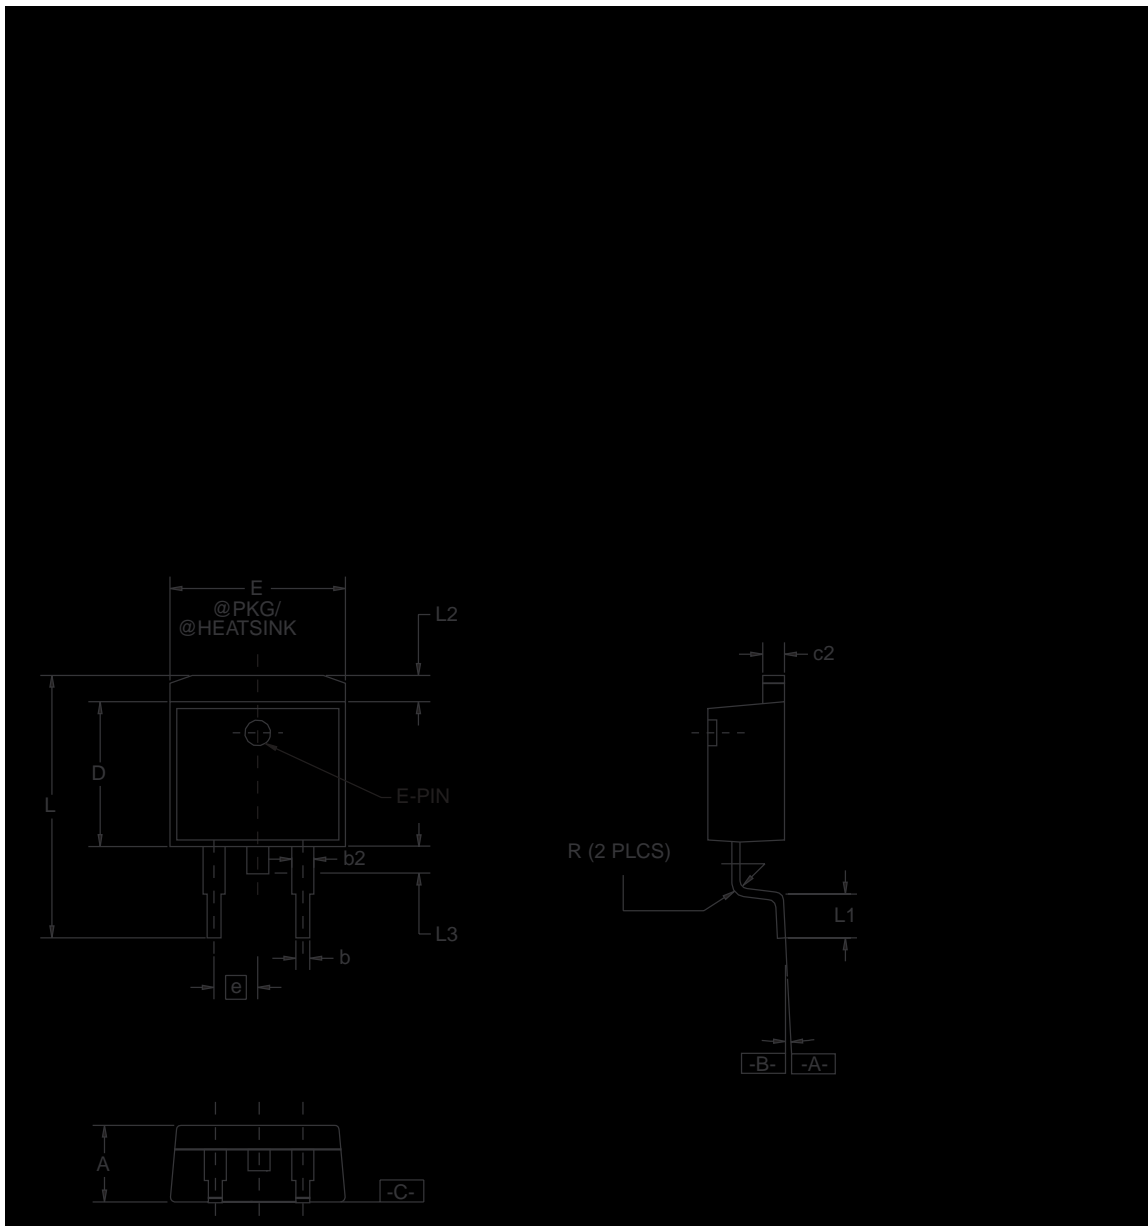 E
@PKG/
@HEATSINK
L2
c2
D
L
E-PIN
b2
R (2 PLCS)
L1
L3
b
e
-B-
-A-
A
-C-